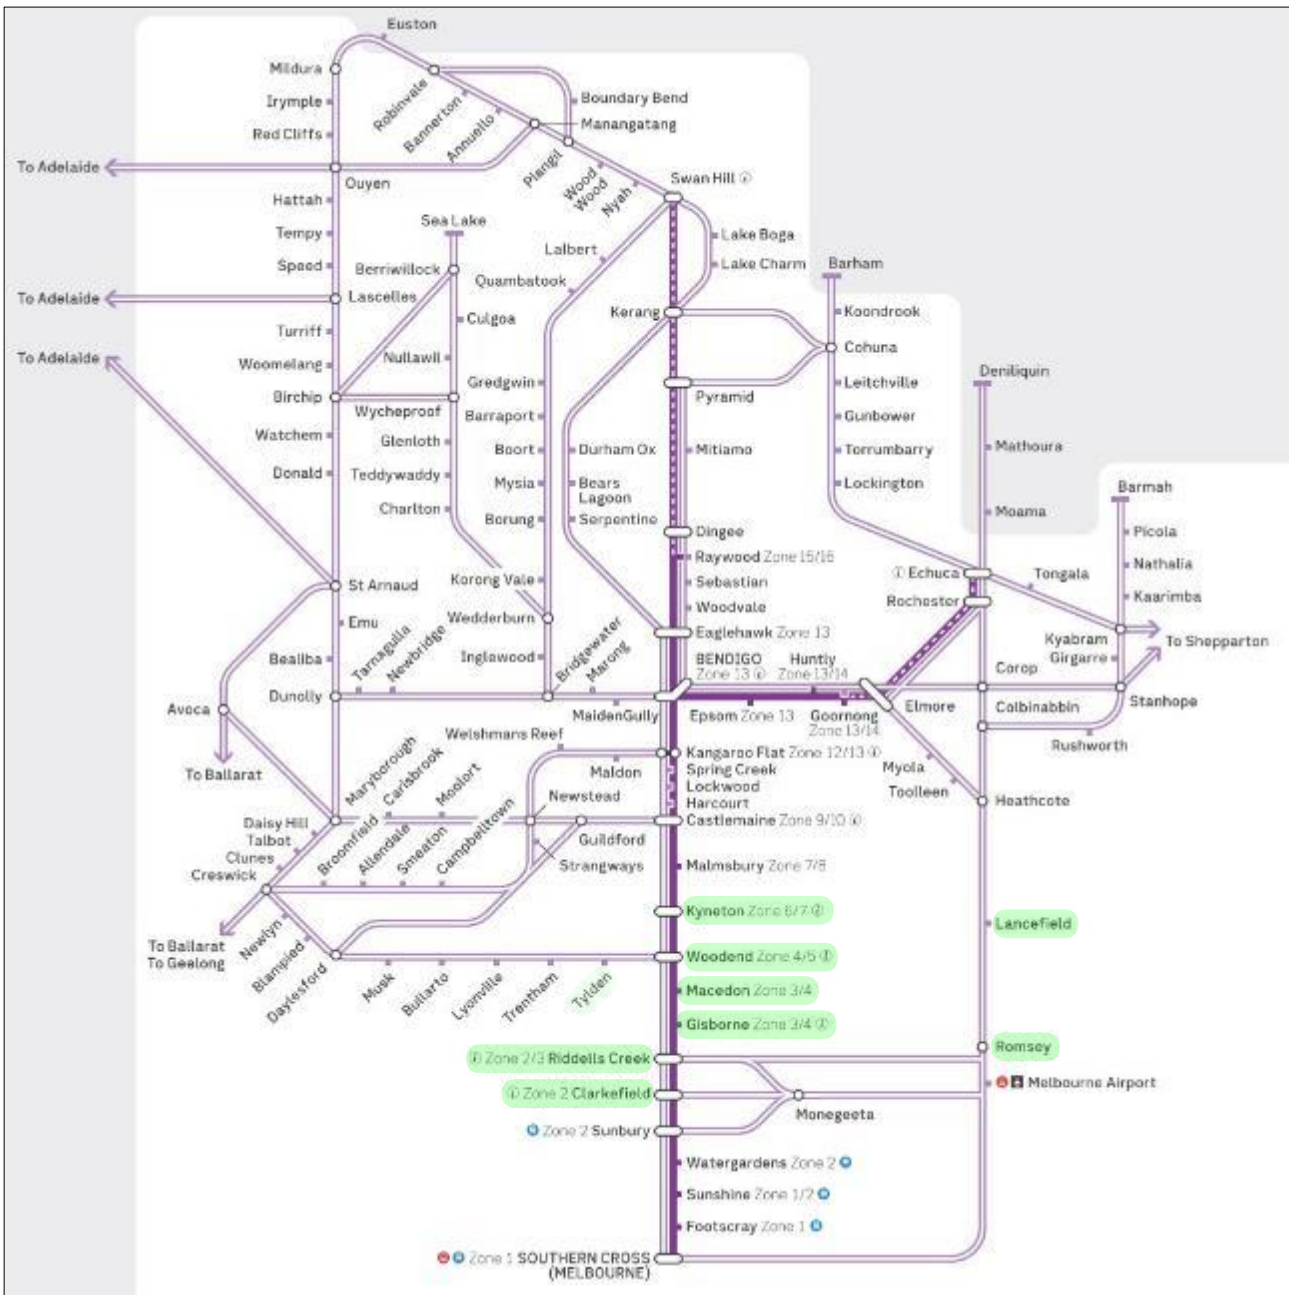 Euston
Mildura
Robinvale
Boundary Bend
Irymple
Bannerton
Manangatang
Red Cliffs
Annuello
To Adelaide
Piangil
Ouyen
Wood
Wood
Nyah
Swan Hill
Hattah
Sea Lake
Tempy
Lake Boga
Lalbert
Speed
Berriwillock
Lake Charm
Barham
Quambatook
To Adelaide
Lascelles
Kerang
Koondrook
Culgoa
Turriff
Cohuna
To Adelaide
Nullawil
Woomelang
Deniliquin
Gredgwin
Leitchville
Birchip
Pyramid
Wycheproof
Barraport
Gunbower
Watchem
Glenloth
Boort
Durham Ox
Mitiamo
Torrumbarry
Mathoura
Donald
Teddywaddy
Mysia
Bears
Lagoon
Lockington
Barmah
Charlton
Borung
Serpentine
Moama
Dingee
Picola
Raywood Zone 15/16
Nathalia
Echuca
Tongala
St Arnaud
Korong Vale
Sebastian
Kaarimba
Rochester
Woodvale
Emu
Wedderburn
Eaglehawk Zone 13
Kyabram
To Shepparton
Bealiba
Tarnagulla
Newbridge
Inglewood
Bridgewater
Marong
BENDIGO
Zone 13
Huntly
Zone 13/14
Girgarre
Corop
Dunolly
Avoca
MaidenGully
Epsom Zone 13
Goornong
Zone 13/14
Elmore
Colbinabbin
Stanhope
Welshmans Reef
Rushworth
Kangaroo Flat Zone 12/13
To Ballarat
Maryborough
Carisbrook
Moolort
Maldon
Spring Creek
Myola
Lockwood
Toolleen
Newstead
Harcourt
Heathcote
Daisy Hill
Castlemaine Zone 9/10
Talbot
Broomfield
Allendale
Smeaton
Campbelltown
Guildford
Clunes
Strangways
Malmsbury Zone 7/8
Creswick
Kyneton Zone 6/7
Lancefield
To Ballarat
To Geelong
Newlyn
Blampied
Daylesford
Woodend Zone 4/5
Musk
Bullarto
Lyonville
Trentham
Tylden
Macedon Zone 3/4
Gisborne Zone 3/4
Romsey
Zone 2/3 Riddells Creek
Melbourne Airport
Zone 2 Clarkefield
Monegeeta
Zone 2 Sunbury
Watergardens Zone 2
Sunshine Zone 1/2
Footscray Zone 1
Zone 1 SOUTHERN CROSS
(MELBOURNE)